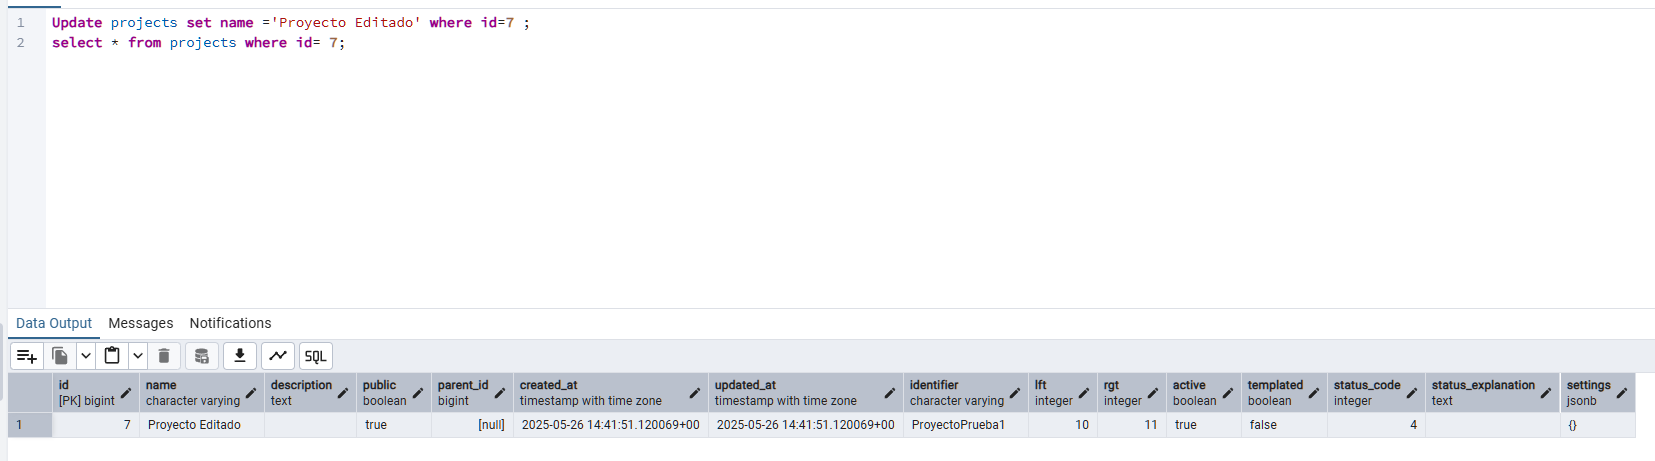 1 Update projects set name ='Proyecto Editado' where id=7 ;
2 select * from projects where id= 7;
Data Output Messages Notifications
SQL
id name description public parent_id created_at updated_at identifier lft rgt active templated status_code status_explanation settings
[PK] bigint character varying text boolean bigint timestamp with time zone timestamp with time zone character varying integer integer boolean boolean integer text jsonb
1 7 Proyecto Editado true [null] 2025-05-26 14:41:51.120069+00 2025-05-26 14:41:51.120069+00 ProyectoPrueba1 10 11 true false 4 {}